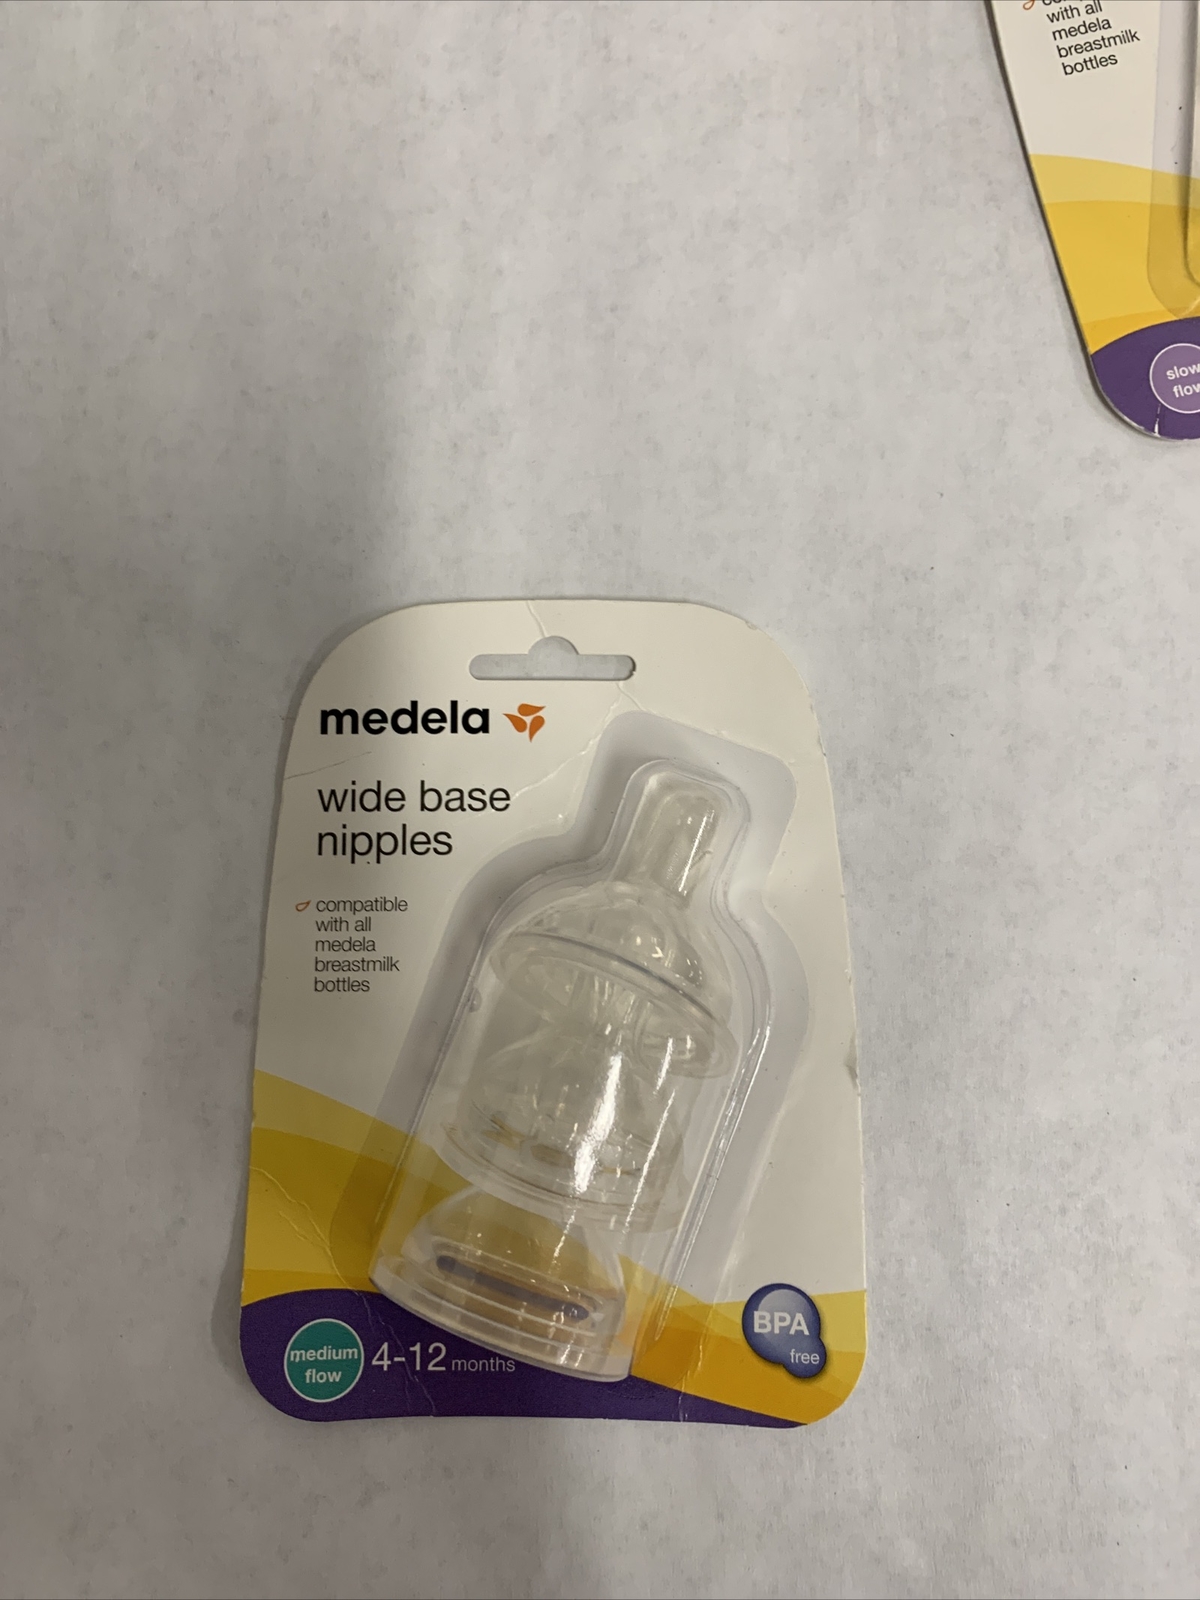 with all
medela
breastmilk
bottles
slow
medela
wide base
nipples
compatible
with all
medela
breastmilk
bottles
medium
flow
4-12 months
BPA
free